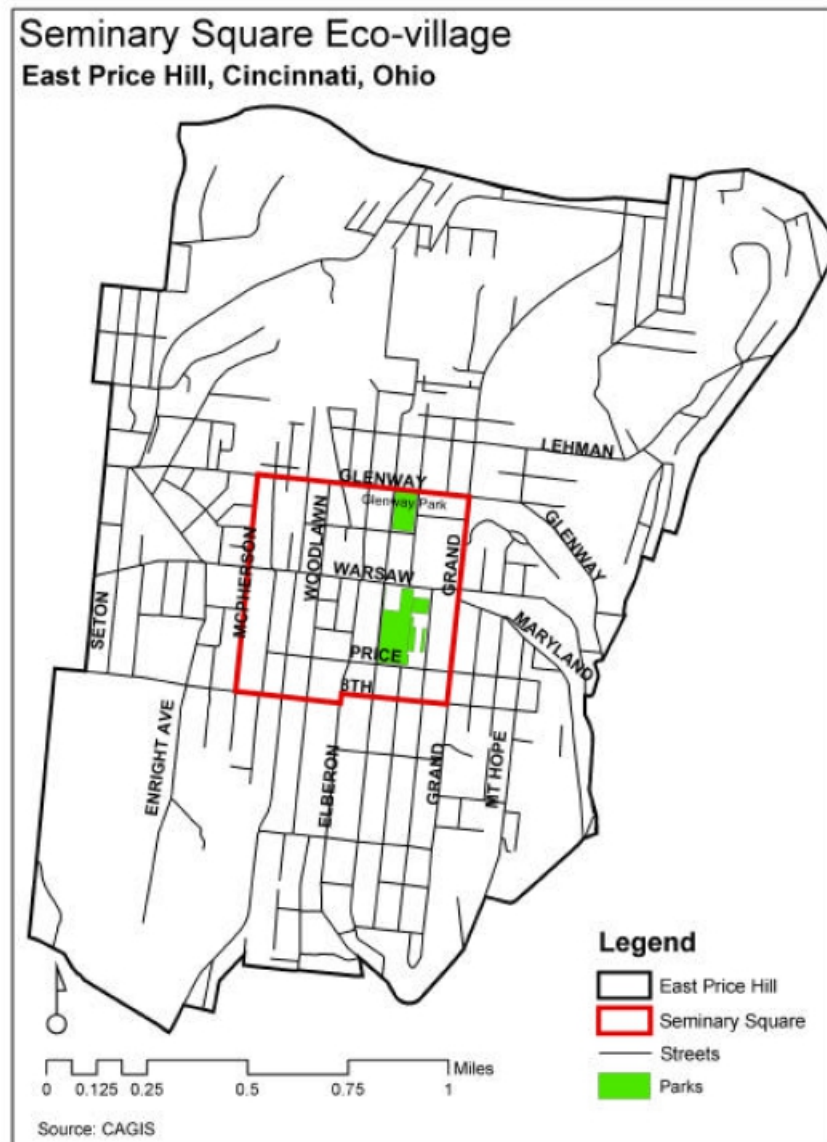 Seminary Square Eco-village
East Price Hill, Cincinnati, Ohio
LEHMAN
GLENWAY
Glenway Park
GLENWAY
WOODLAWN
GRAND
MCPHERSON
WARSAW
SETON
MARYLAND
PRICE
8TH
ENRIGHT AVE
ELBERON
GRAND
MT HOPE
Legend
East Price Hill
Seminary Square
Streets
Parks
Miles
0 0.125 0.25 0.5 0.75 1
Source: CAGIS